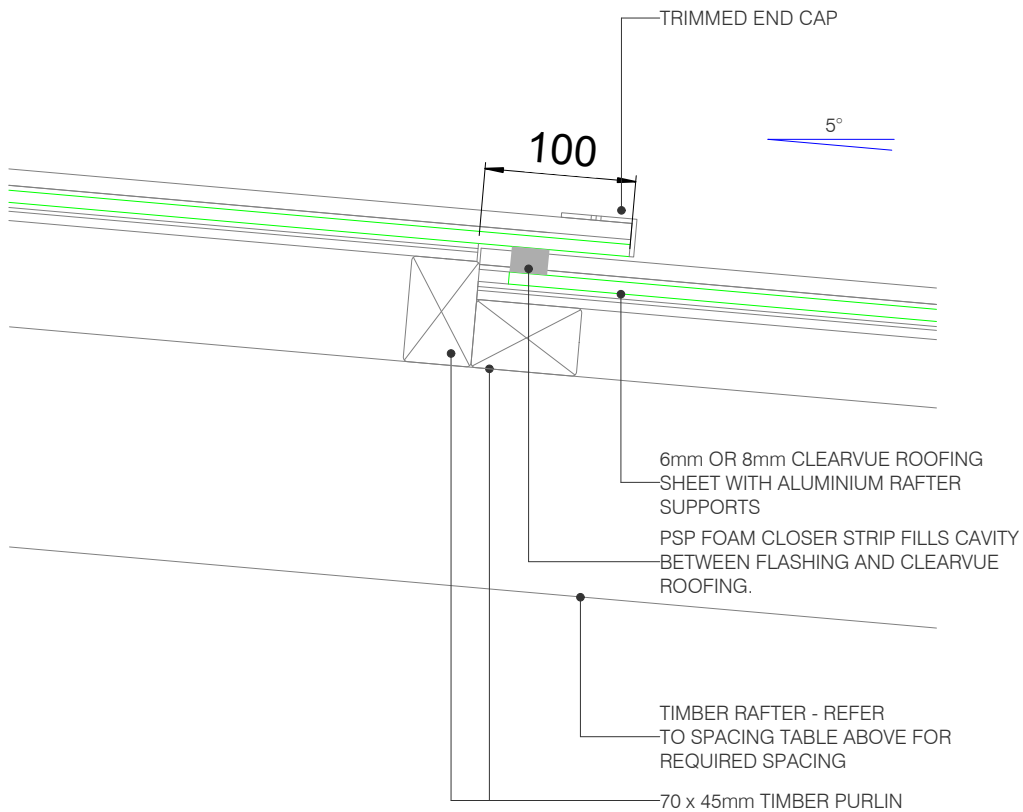 TRIMMED END CAP
5°
100
6mm OR 8mm CLEARVUE ROOFING
SHEET WITH ALUMINIUM RAFTER
SUPPORTS
PSP FOAM CLOSER STRIP FILLS CAVITY
BETWEEN FLASHING AND CLEARVUE
ROOFING.
TIMBER RAFTER - REFER
TO SPACING TABLE ABOVE FOR
REQUIRED SPACING
70 x 45mm TIMBER PURLIN